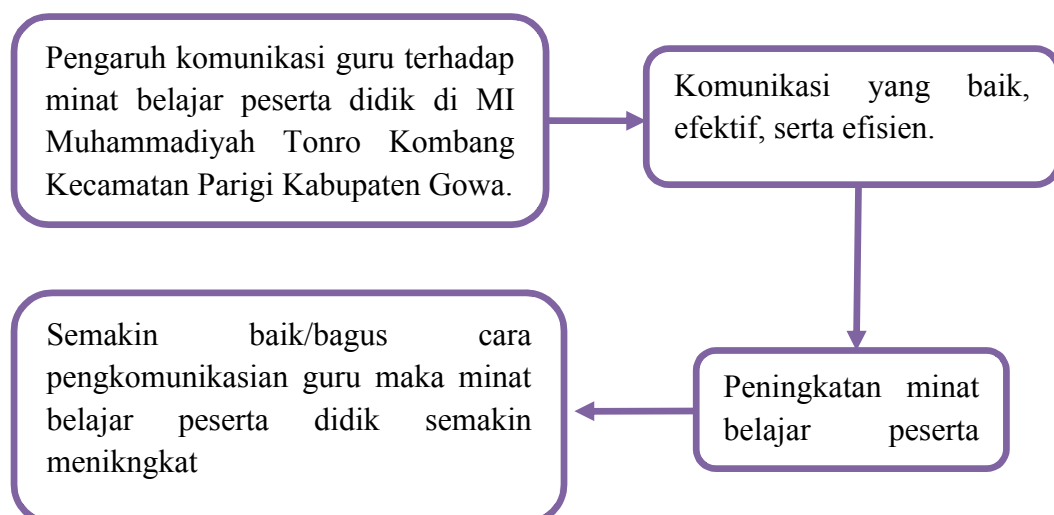 Pengaruh komunikasi guru terhadap
minat belajar peserta didik di MI
Muhammadiyah Tonro Kombang
Kecamatan Parigi Kabupaten Gowa.
Komunikasi yang baik,
efektif, serta efisien.
Peningkatan minat
belajar peserta
Semakin baik/bagus cara
pengkomunikasian guru maka minat
belajar peserta didik semakin
menikngkat